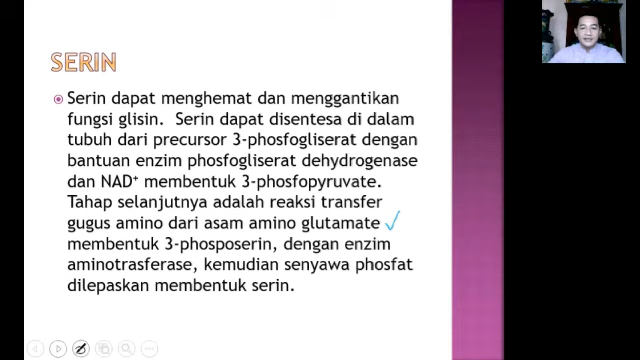 SERIN
Serin dapat menghemat dan menggantikan
fungsi glisin. Serin dapat disentesa di dalam
tubuh dari precursor 3-phosfogliserat dengan
bantuan enzim phosfogliserat dehydrogenase
dan NAD⁺ membentuk 3-phosfopyruvate.
Tahap selanjutnya adalah reaksi transfer
gugus amino dari asam amino glutamate
membentuk 3-phosposerin, dengan enzim
aminotrasferase, kemudian senyawa phosfat
dilepaskan membentuk serin.